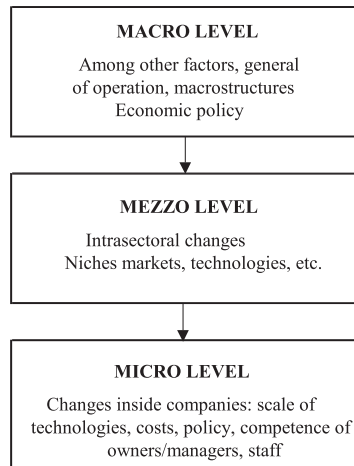 MACRO LEVEL
Among other factors, general
of operation, macrostructures
Economic policy
MEZZO LEVEL
Intrasectoral changes
Niches markets, technologies, etc.
MICRO LEVEL
Changes inside companies: scale of
technologies, costs, policy, competence of
owners/managers, staff